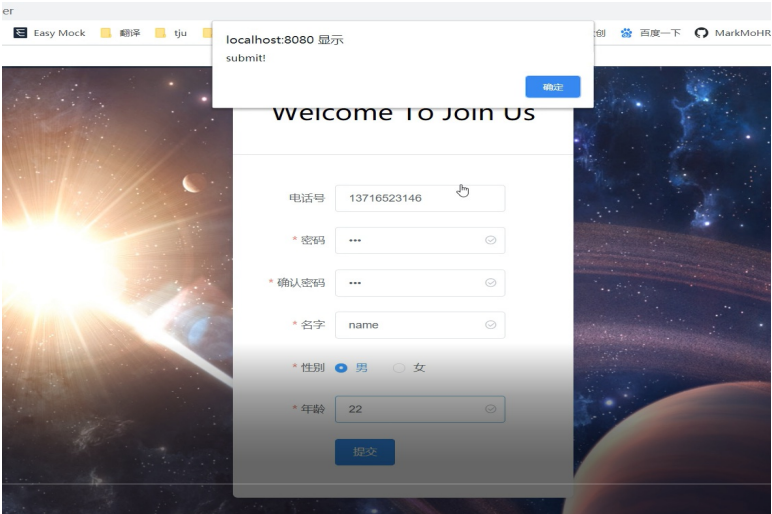 er
Easy Mock 翻译 tju 创 百度一下 MarkMoHR
localhost:8080 显示
submit!
确定
Welcome To Join Us
电话号 13716523146
* 密码 •••
* 确认密码 •••
* 名字 name
* 性别 男 女
* 年龄 22
提交